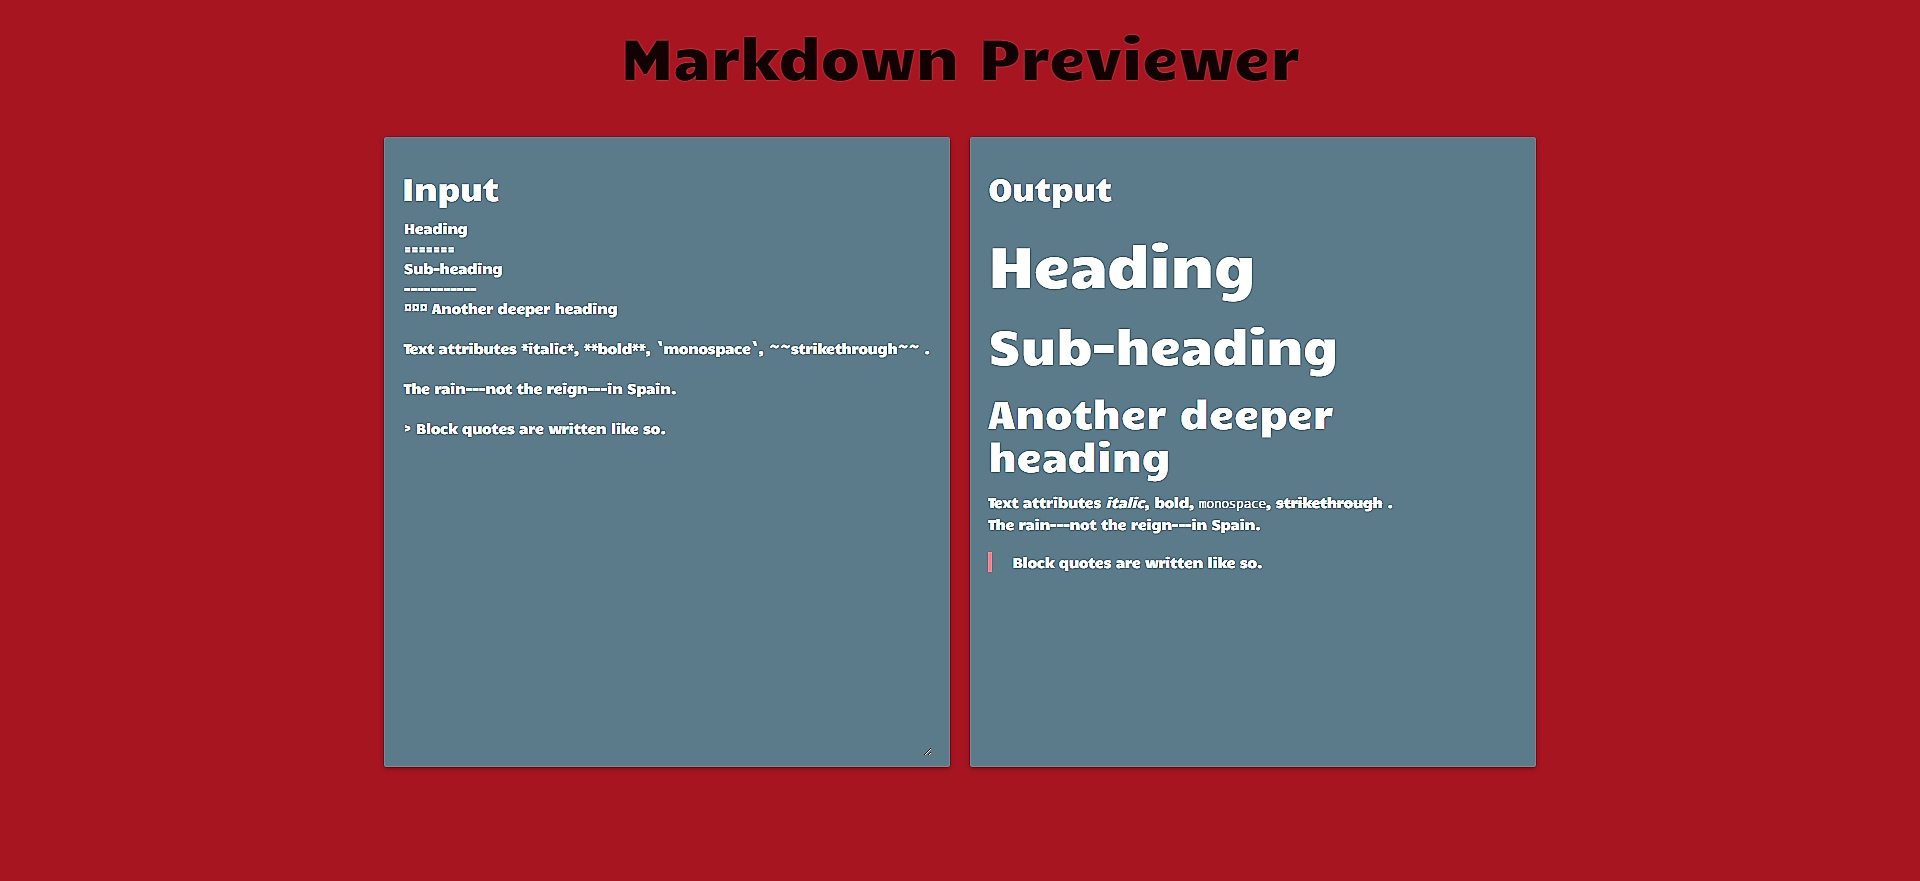 Markdown Previewer
Input
Heading
=======
Sub-heading
-----------
### Another deeper heading
Text attributes *italic*, **bold**, `monospace`, ~~strikethrough~~ .
The rain---not the reign---in Spain.
> Block quotes are written like so.
Output
Heading
Sub-heading
Another deeper
heading
Text attributes italic, bold, monospace, strikethrough .
The rain---not the reign---in Spain.
Block quotes are written like so.